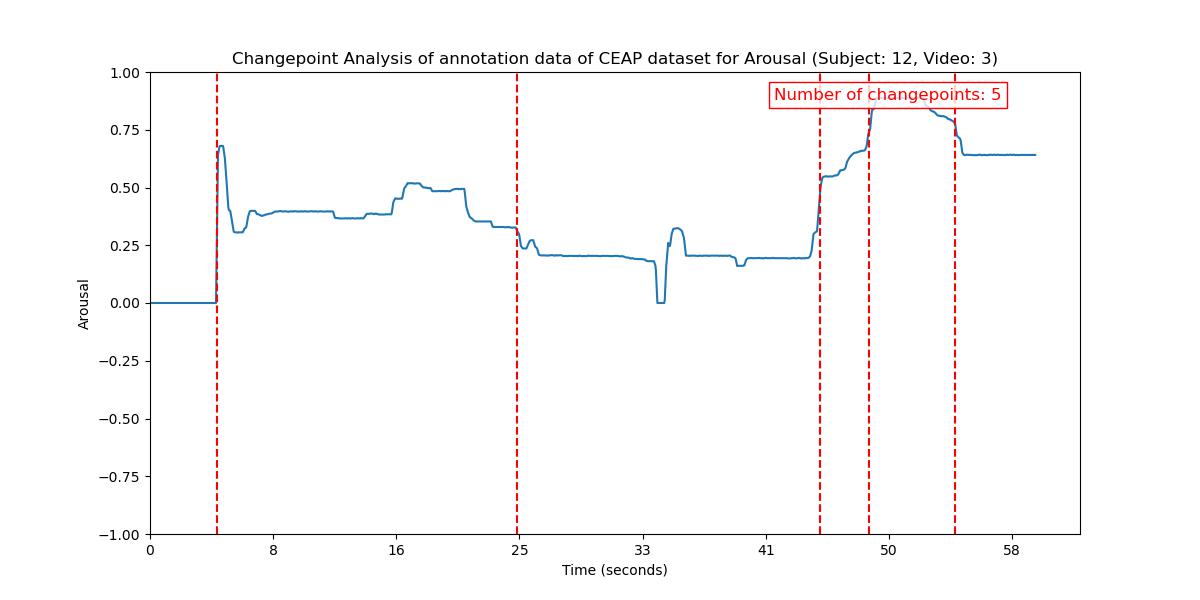 Changepoint Analysis of annotation data of CEAP dataset for Arousal (Subject: 12, Video: 3)
Number of changepoints: 5
1.00
0.75
0.50
0.25
0.00
−0.25
−0.50
−0.75
−1.00
Arousal
0 8 16 25 33 41 50 58
Time (seconds)